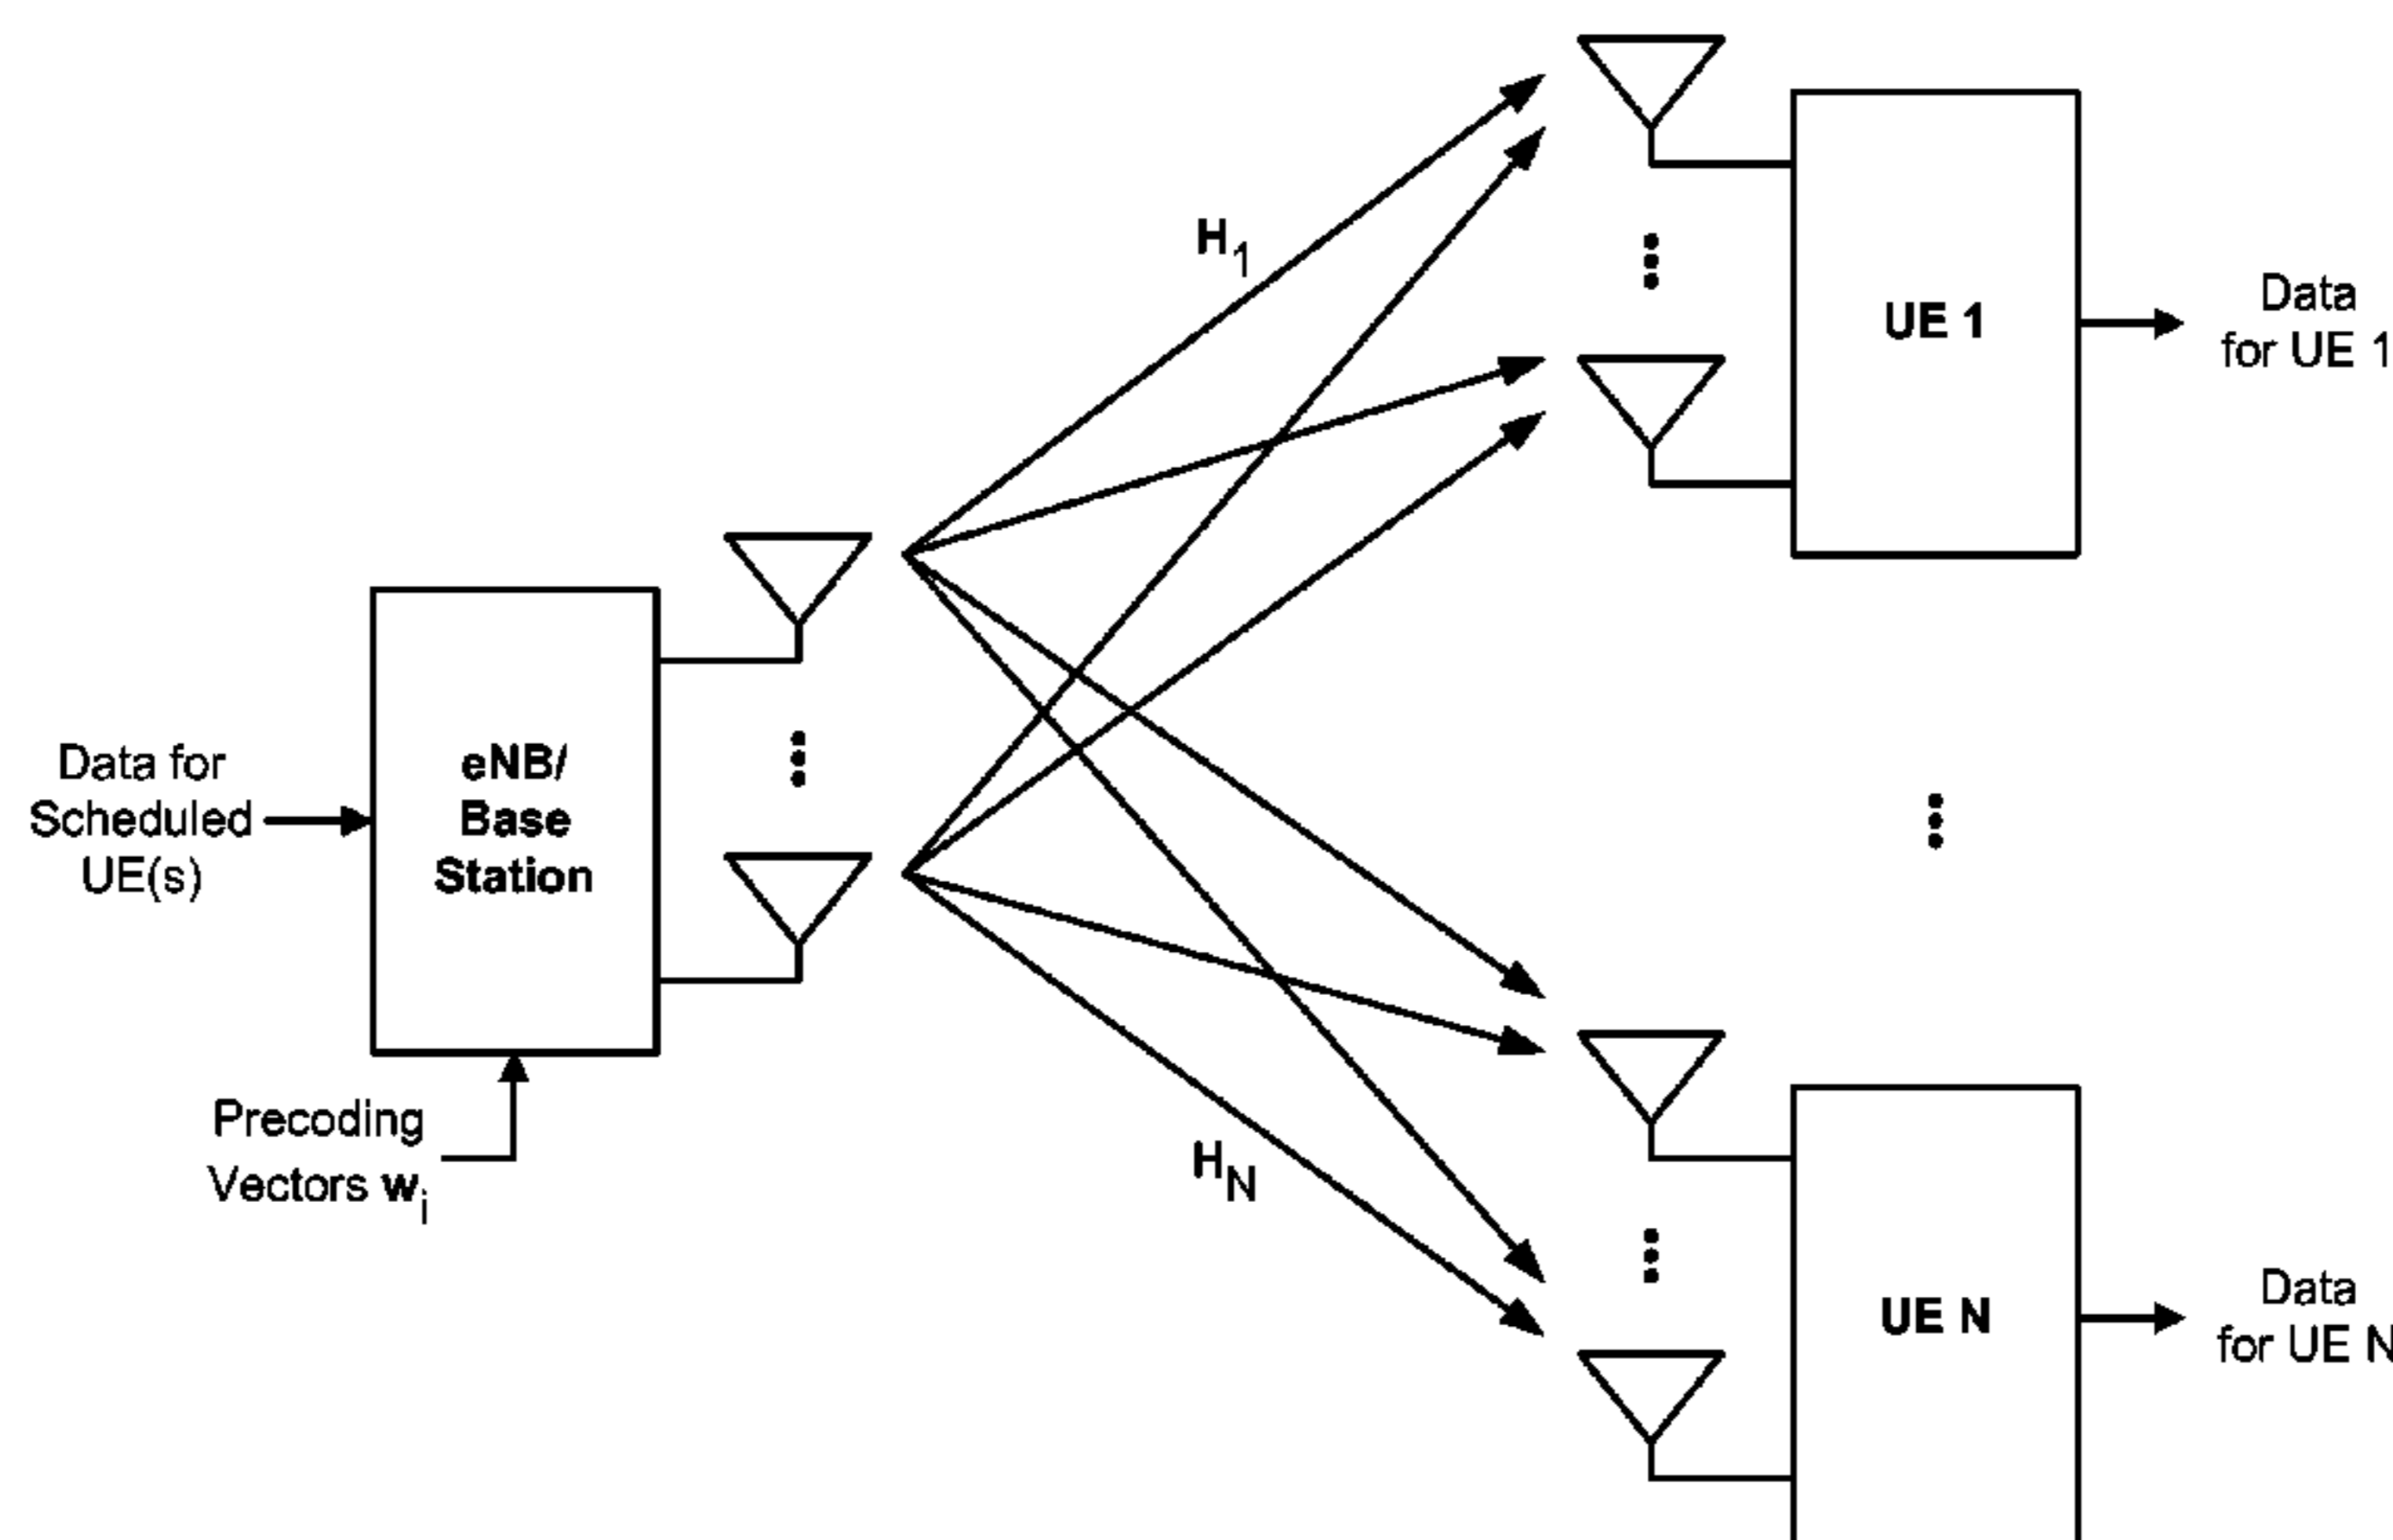 H1
UE 1
Data
for UE 1
eNB/
Base
Station
Data for
Scheduled
UE(s)
Precoding
Vectors wi
HN
UE N
Data
for UE N